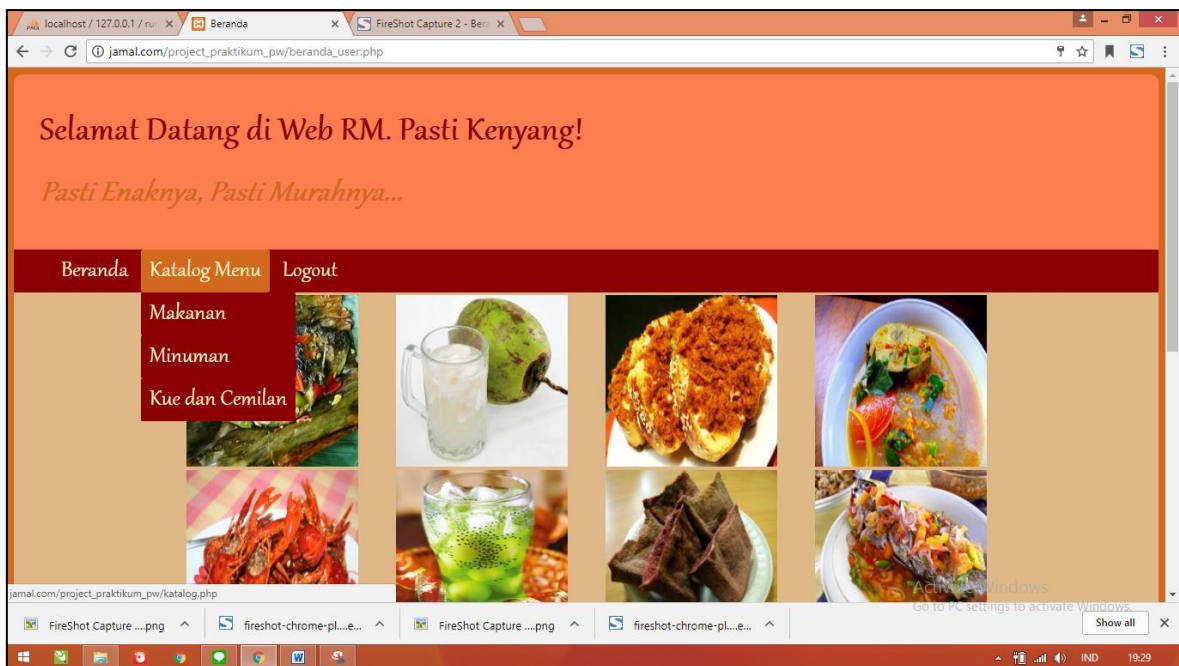 localhost / 127.0.0.1 / ru
Beranda
FireShot Capture 2 - Ber
jamal.com/project_praktikum_pw/beranda_user.php
Selamat Datang di Web RM. Pasti Kenyang!
Pasti Enaknya, Pasti Murahnya...
Beranda Katalog Menu Logout
Makanan
Minuman
Kue dan Cemilan
jamal.com/project_praktikum_pw/katalog.php
Activate Windows
Go to PC settings to activate Windows.
FireShot Capture ....png
fireshot-chrome-pl....e...
FireShot Capture ....png
fireshot-chrome-pl....e...
Show all
IND 19:29